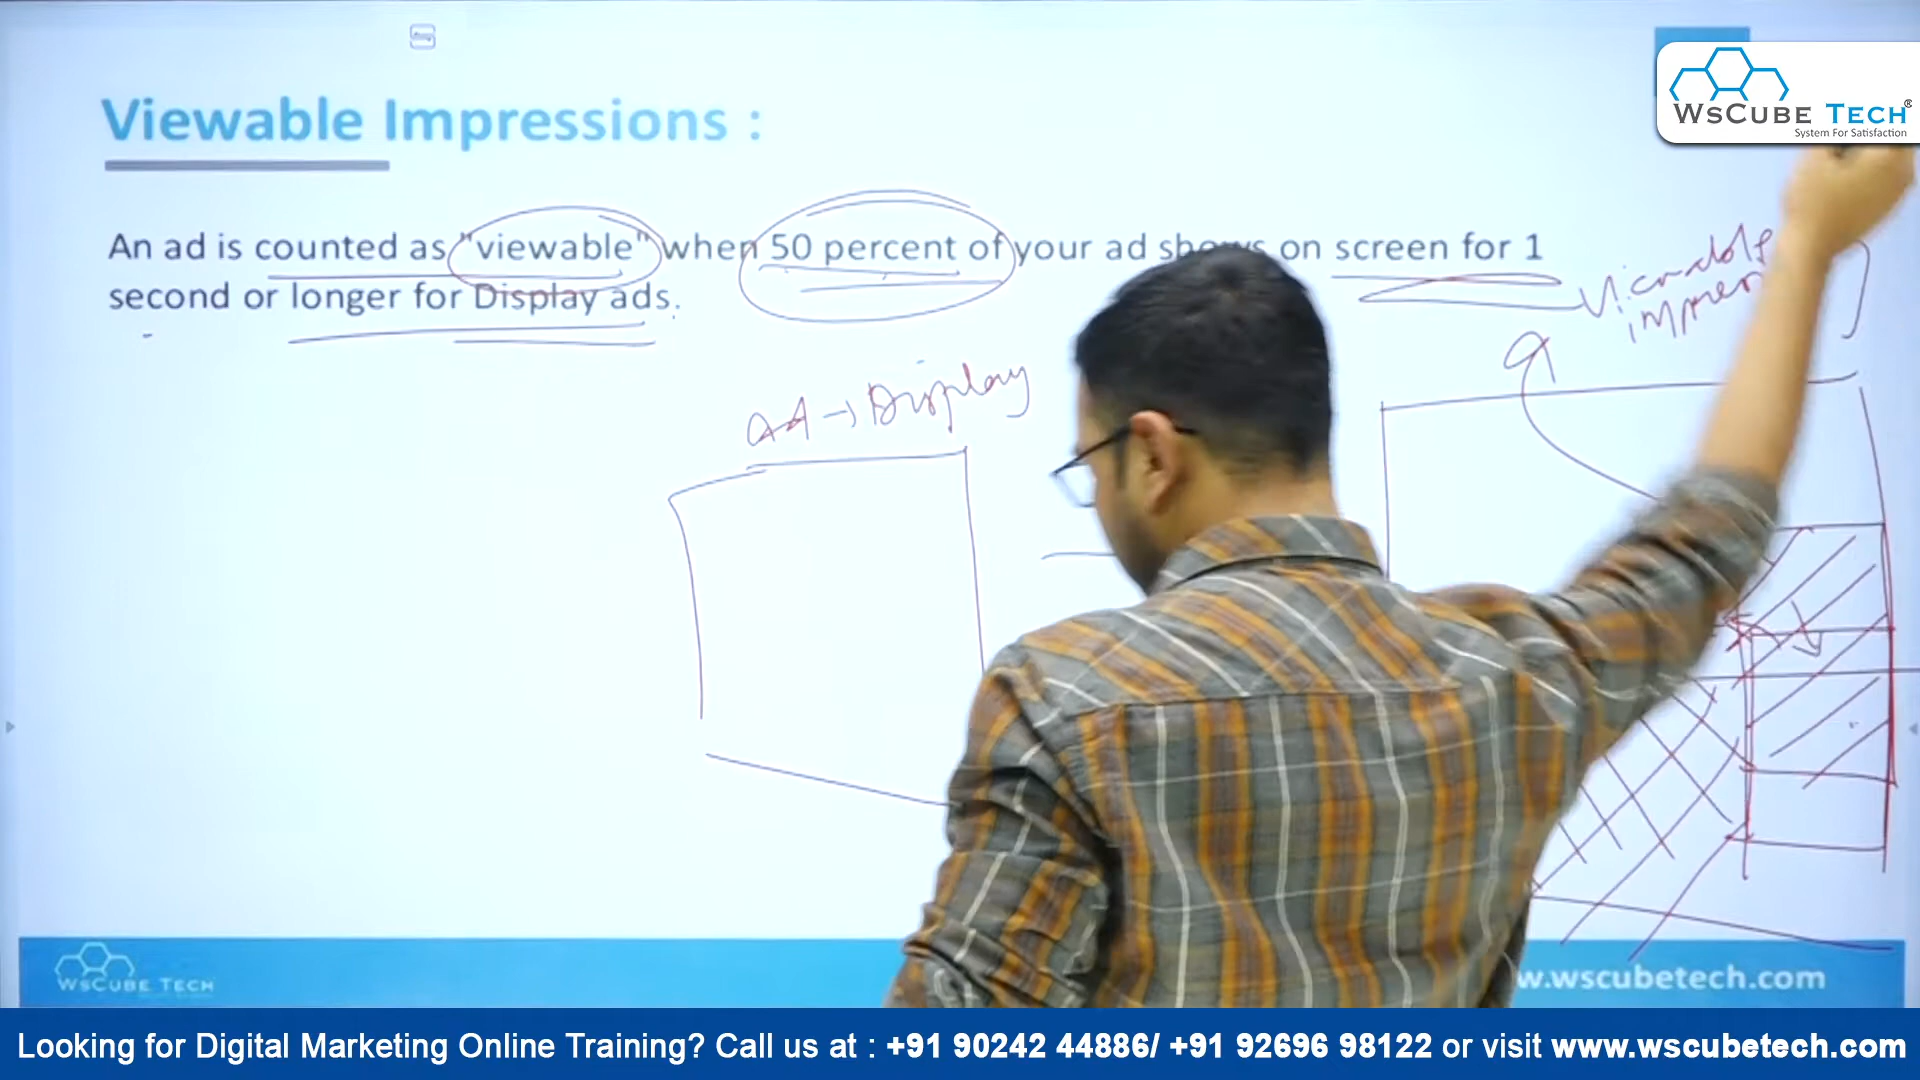 WsCube Tech®
System For Satisfaction
Viewable Impressions :
An ad is counted as "viewable" when 50 percent of your ad shows on screen for 1
second or longer for Display ads.
Display
WsCube Tech
w.wscubetech.com
Looking for Digital Marketing Online Training? Call us at : +91 90242 44886/ +91 92696 98122 or visit www.wscubetech.com